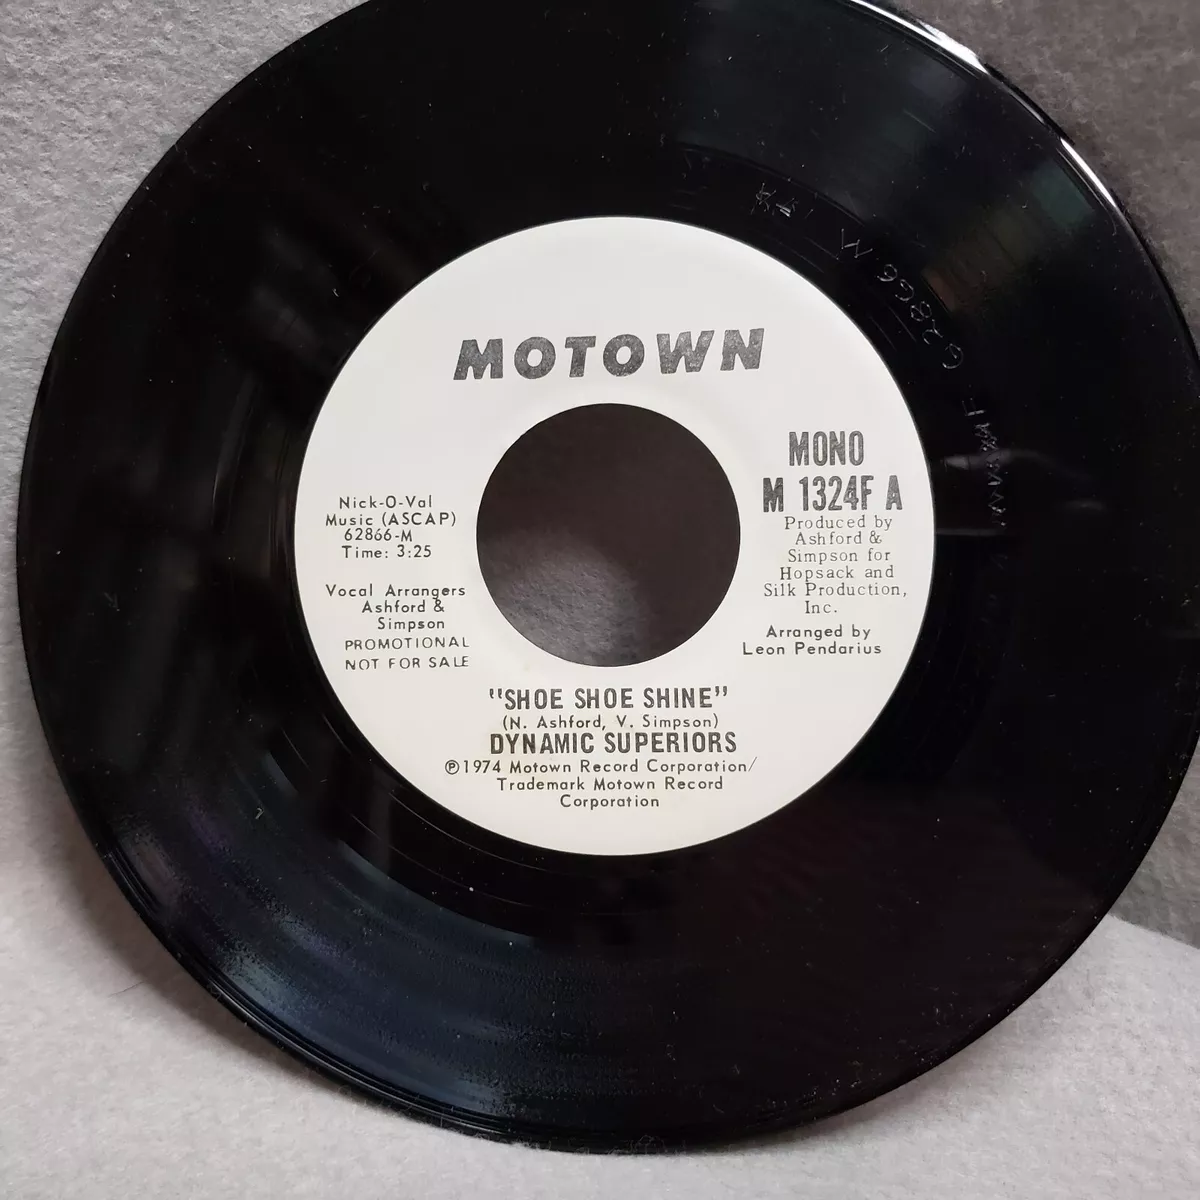 MOTOWN
MONO
M 1324F A
Produced by
Ashford &
Simpson for
Hopsack and
Silk Production,
Inc.
Arranged by
Leon Pendarius
Nick-O-Val
Music (ASCAP)
62866-M
Time: 3:25
Vocal Arrangers
Ashford &
Simpson
PROMOTIONAL
NOT FOR SALE
"SHOE SHOE SHINE"
(N. Ashford, V. Simpson)
DYNAMIC SUPERIORS
℗1974 Motown Record Corporation/
Trademark Motown Record
Corporation
62866 M